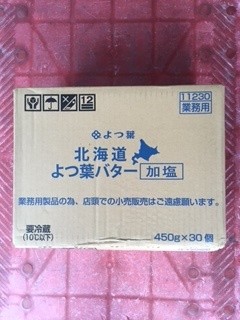 12
11230
業務用
よつ葉
北海道
よつ葉バター 加塩
業務用製品の為、店頭での小売販売はご遠慮願います。
要冷蔵
(10℃以下)
450g×30個